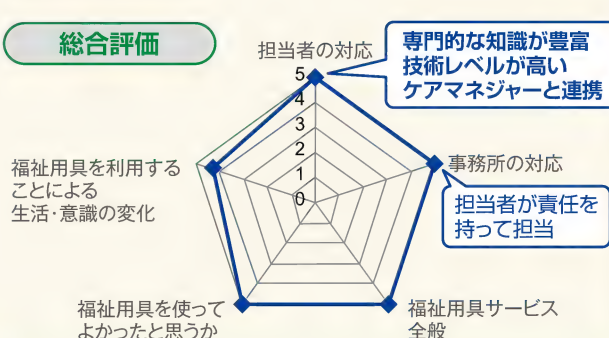 総合評価
担当者の対応
専門的な知識が豊富
技術レベルが高い
ケアマネジャーと連携
5
4
3
2
1
0
事務所の対応
担当者が責任を
持って担当
福祉用具を利用する
ことによる
生活・意識の変化
福祉用具を使って
よかったと思うか
福祉用具サービス
全般